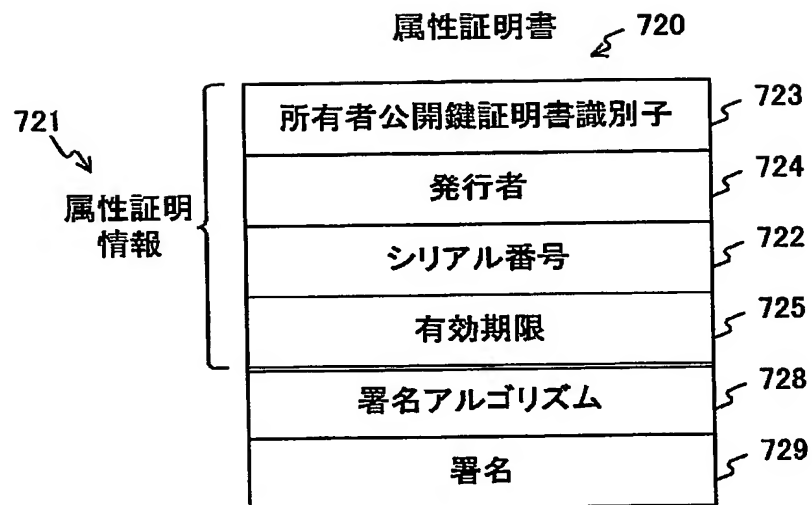 属性証明書
720
721
属性証明
情報
所有者公開鍵証明書識別子
723
発行者
724
シリアル番号
722
有効期限
725
署名アルゴリズム
728
署名
729